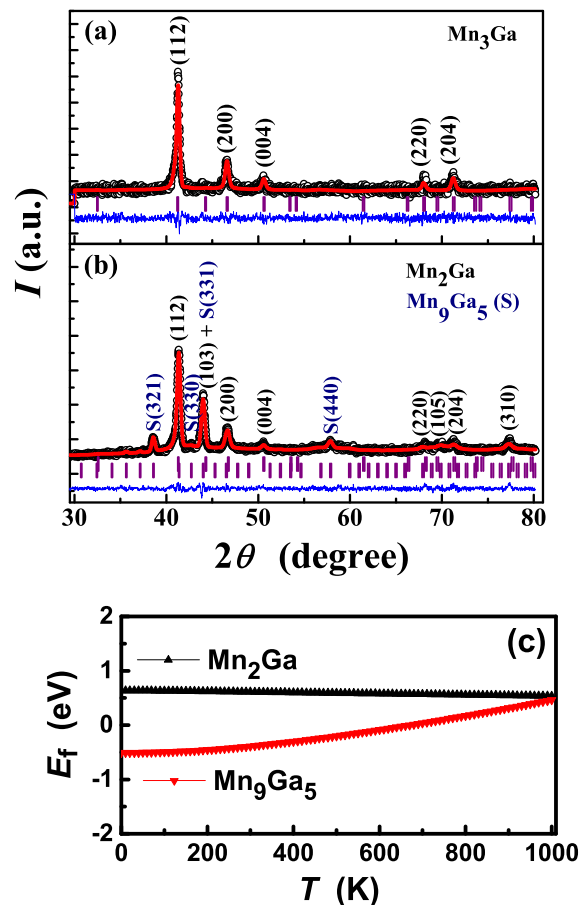 (a)
Mn3Ga
(112)
(200)
(004)
(220)
(204)
I (a.u.)
(b)
Mn2Ga
Mn9Ga5 (S)
S(321)
(112)
S(330)
(103) + S(331)
(200)
(004)
S(440)
(220)
(105)
(204)
(310)
30 40 50 60 70 80
2θ (degree)
(c)
Mn2Ga
Mn9Ga5
2
1
0
-1
-2
Ef (eV)
0 200 400 600 800 1000
T (K)